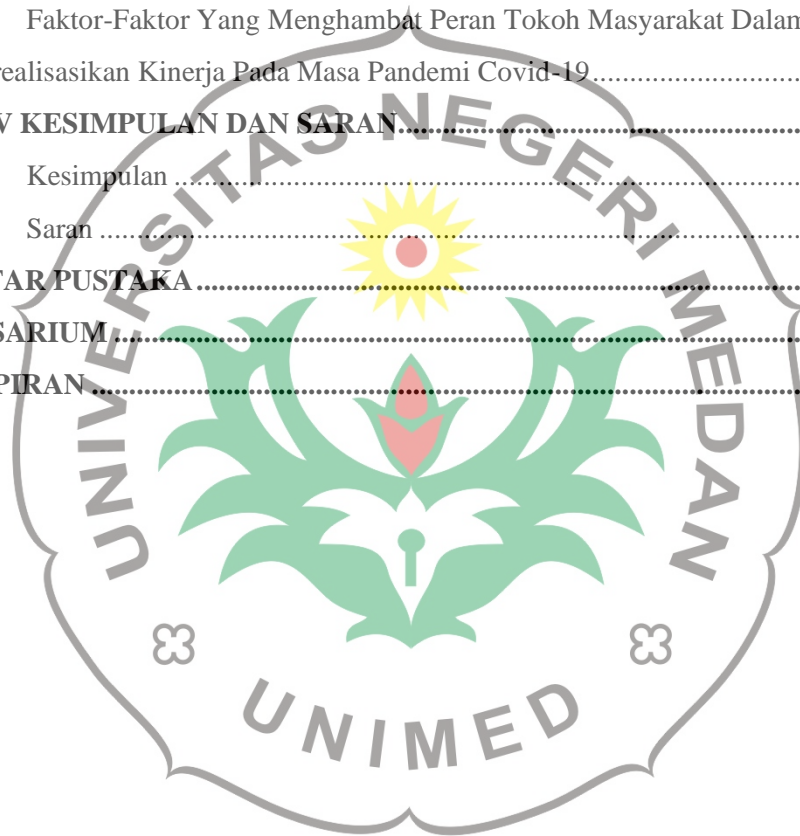 Faktor-Faktor Yang Menghambat Peran Tokoh Masyarakat Dalam
realisasikan Kinerja Pada Masa Pandemi Covid-19................................
V KESIMPULAN DAN SARAN................................................................
Kesimpulan................................................................
Saran................................................................
TAR PUSTAKA................................................................
SARIUM................................................................
PIRAN................................................................
UNIVERSITAS NEGERI MEDAN
UNIMED